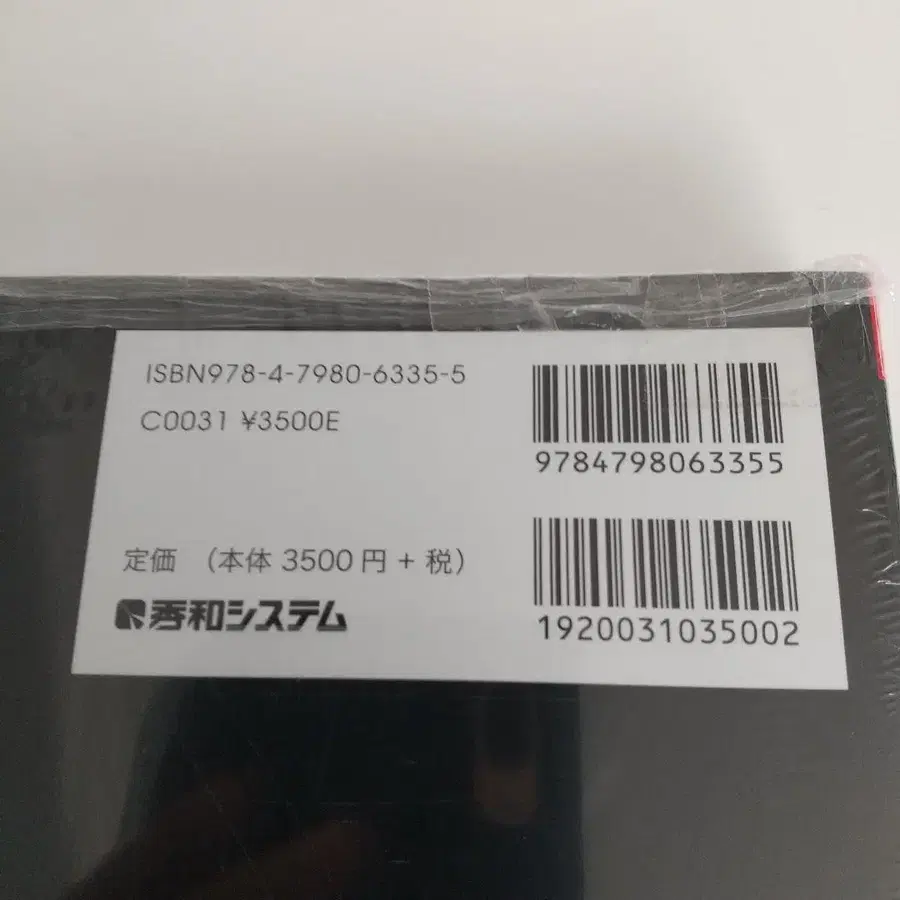 ISBN978-4-7980-6335-5
C0031 ¥3500E
9784798063355
定価 （本体 3500 円 + 税）
秀和システム
1920031035002